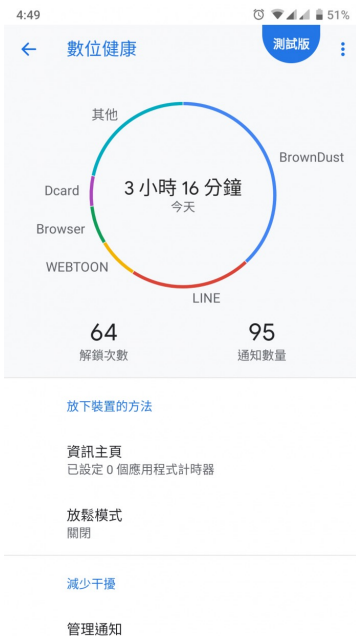 4:49
51%
數位健康
測試版
其他
BrownDust
Dcard
3 小時 16 分鐘
今天
Browser
WEBTOON
LINE
64
95
解鎖次數
通知數量
放下裝置的方法
資訊主頁
已設定 0 個應用程式計時器
放鬆模式
關閉
減少干擾
管理通知